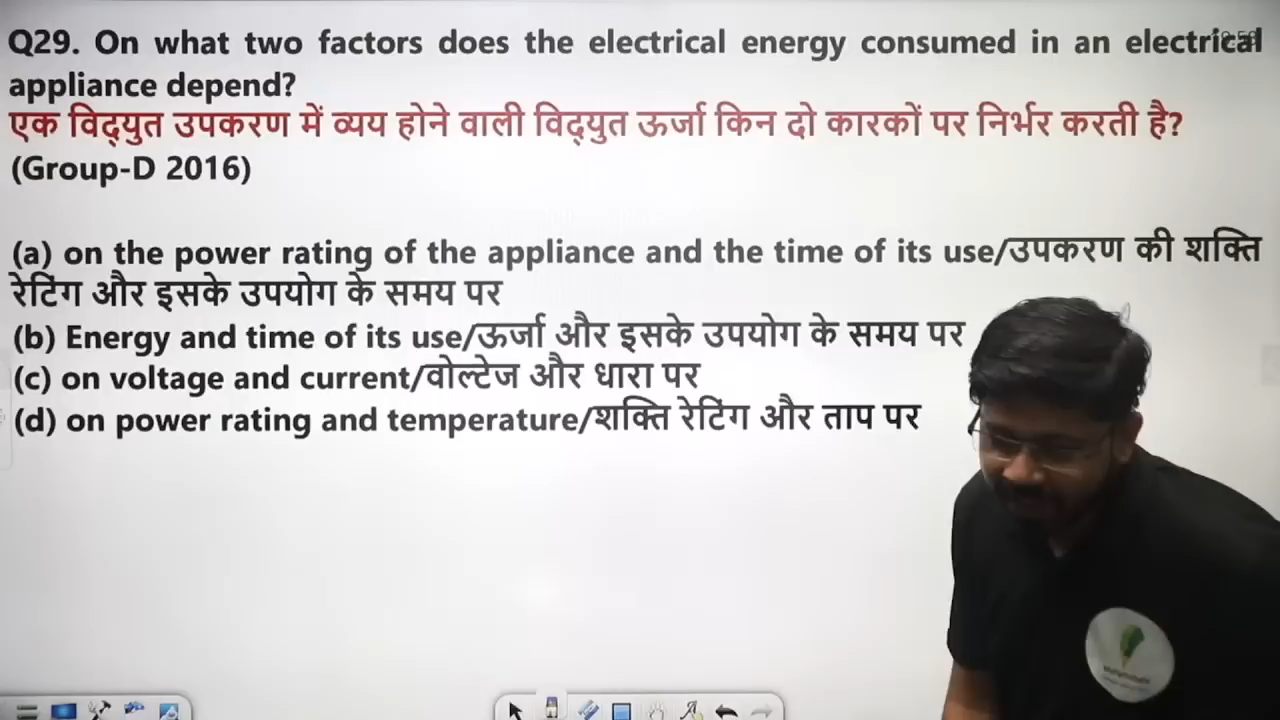 Q29. On what two factors does the electrical energy consumed in an electrical
appliance depend?
एक विद्युत उपकरण में व्यय होने वाली विद्युत ऊर्जा किन दो कारकों पर निर्भर करती है?
(Group-D 2016)
(a) on the power rating of the appliance and the time of its use/उपकरण की शक्ति
रेटिंग और इसके उपयोग के समय पर
(b) Energy and time of its use/ऊर्जा और इसके उपयोग के समय पर
(c) on voltage and current/वोल्टेज और धारा पर
(d) on power rating and temperature/शक्ति रेटिंग और ताप पर